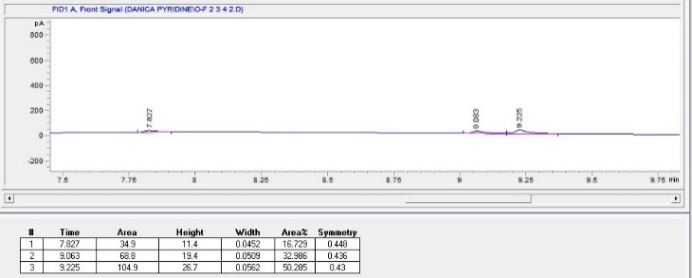 FID1 A, Front Signal (DANICA PYRIDINE\O-F 2 3 4 2.D)
pA
800
600
400
200
0
-200
7.827
9.063
9.225
7.5 7.75 8 8.25 8.5 8.75 9 9.25 9.5 9.75 min
# Time Area Height Width Area% Symmetry
1 7.827 34.9 11.4 0.0452 16.729 0.448
2 9.063 68.8 19.4 0.0509 32.986 0.436
3 9.225 104.9 26.7 0.0562 50.285 0.43